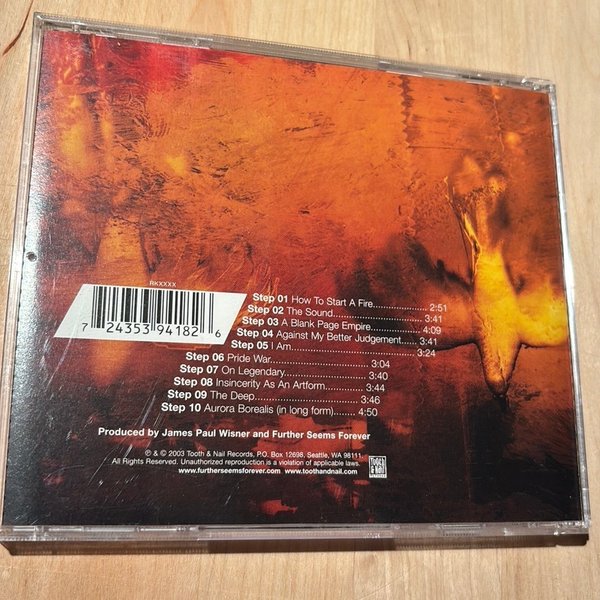 RKXXXX
7 24353 94182 6
Step 01 How To Start A Fire....................2:51
Step 02 The Sound....................3:41
Step 03 A Blank Page Empire....................4:09
Step 04 Against My Better Judgement.......3:41
Step 05 I Am....................3:24
Step 06 Pride War....................3:04
Step 07 On Legendary....................3:40
Step 08 Insincerity As An Artform............3:44
Step 09 The Deep....................3:46
Step 10 Aurora Borealis (in long form).......4:50
Produced by James Paul Wisner and Further Seems Forever
℗ & © 2003 Tooth & Nail Records, P.O. Box 12698, Seattle, WA 98111.
All Rights Reserved. Unauthorized reproduction is a violation of applicable laws.
www.furtherseemsforever.com www.toothandnail.com
Tooth
& Nail